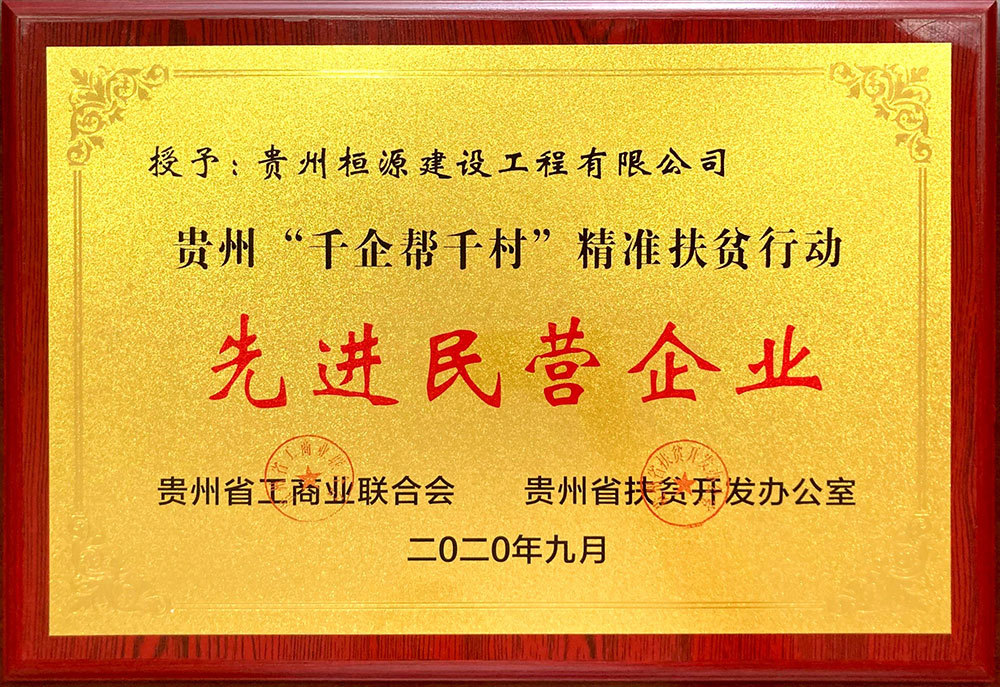 授予：贵州桓源建设工程有限公司
贵州“千企帮千村”精准扶贫行动
先进民营企业
贵州省工商业联合会 贵州省扶贫开发办公室
二〇二〇年九月